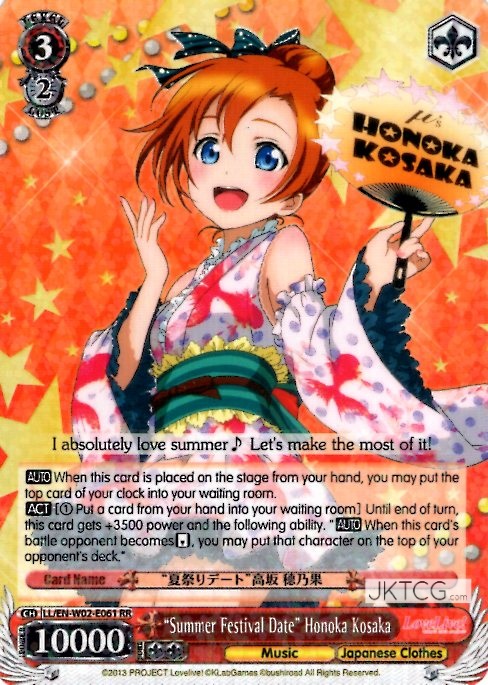 LEVEL
3
2
COST
μ's
HONOKA
KOSAKA
I absolutely love summer♪ Let's make the most of it!
AUTO When this card is placed on the stage from your hand, you may put the
top card of your clock into your waiting room.
ACT [① Put a card from your hand into your waiting room] Until end of turn,
this card gets +3500 power and the following ability. "AUTO When this card's
battle opponent becomes, you may put that character on the top of your
opponent's deck."
Card Name
"夏祭りデート"高坂 穂乃果
JKTCG.com
CH LL/EN-W02-E061 RR
POWER
10000
"Summer Festival Date" Honoka Kosaka
LoveLive!
Music
Japanese Clothes
©2013 PROJECT Lovelive! ©KLabGames ©bushiroad All Rights Reserved.